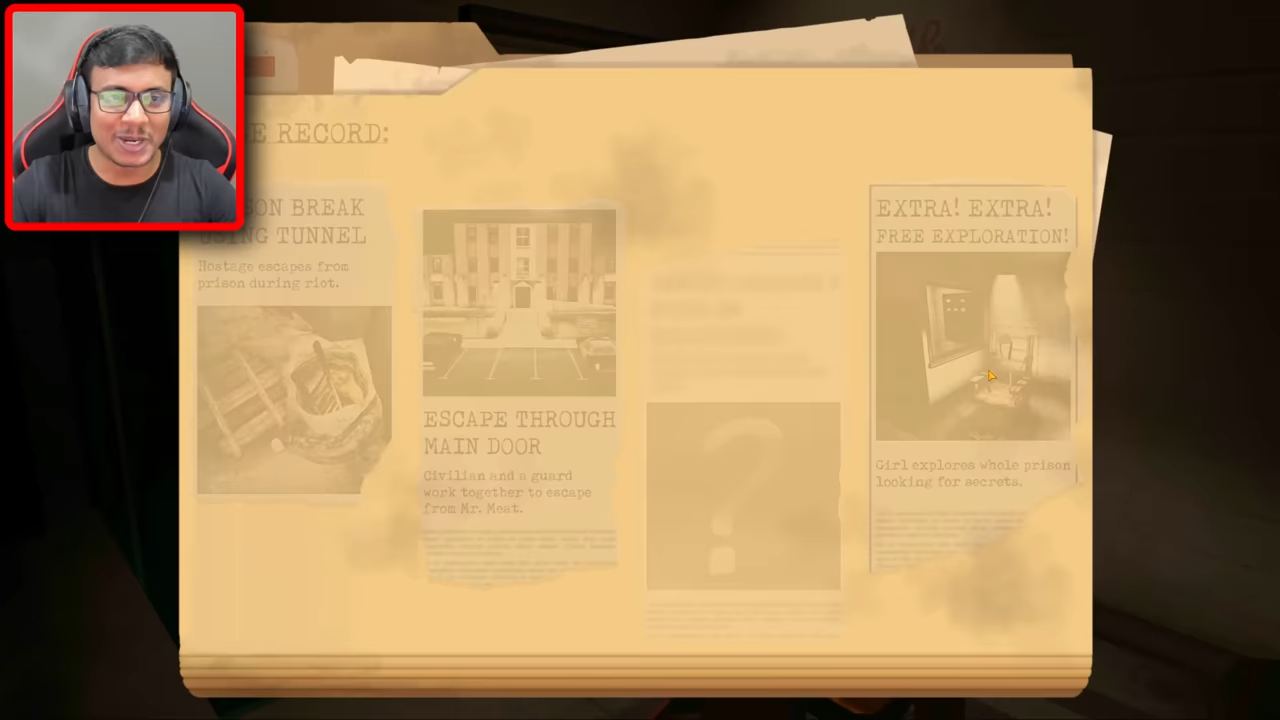 E RECORD:
SON BREAK
USING TUNNEL
Hostage escapes from
prison during riot.
ESCAPE THROUGH
MAIN DOOR
Civilian and a guard
work together to escape
from Mr. Meat.
?
EXTRA! EXTRA!
FREE EXPLORATION!
Girl explores whole prison
looking for secrets.